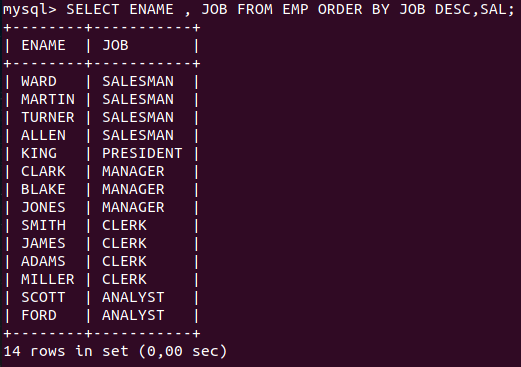 mysql> SELECT ENAME , JOB FROM EMP ORDER BY JOB DESC,SAL;
+--------+-----------+
| ENAME  | JOB       |
+--------+-----------+
| WARD   | SALESMAN  |
| MARTIN | SALESMAN  |
| TURNER | SALESMAN  |
| ALLEN  | SALESMAN  |
| KING   | PRESIDENT |
| CLARK  | MANAGER   |
| BLAKE  | MANAGER   |
| JONES  | MANAGER   |
| SMITH  | CLERK     |
| JAMES  | CLERK     |
| ADAMS  | CLERK     |
| MILLER | CLERK     |
| SCOTT  | ANALYST   |
| FORD   | ANALYST   |
+--------+-----------+
14 rows in set (0,00 sec)